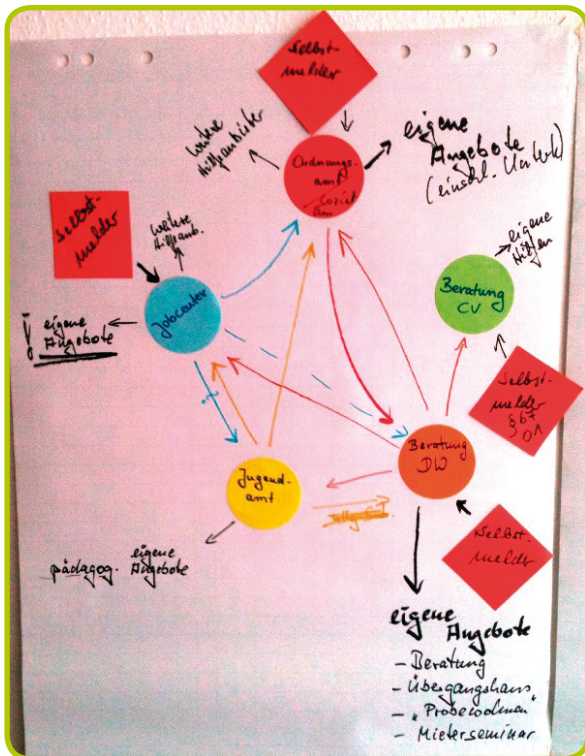 Selbst-
melder
weitere
Hilfeanbieter
Ordnungs-
amt
Sozial
amt
eigene
Angebote
(einschl. Unterk.)
Selbst-
melder
weitere
Hilfeanb.
Jobcenter
! eigene
Angebote
eigene
Hilfen
Beratung
CV
Selbst-
melder
§ 67
?
Jugend-
amt
Beratung
DW
Selbst-
melder
eigene
pädagog. Angebote
eigene
Angebote
- Beratung
- Übergangshaus
- „Probewohnen"
- Mieterseminar